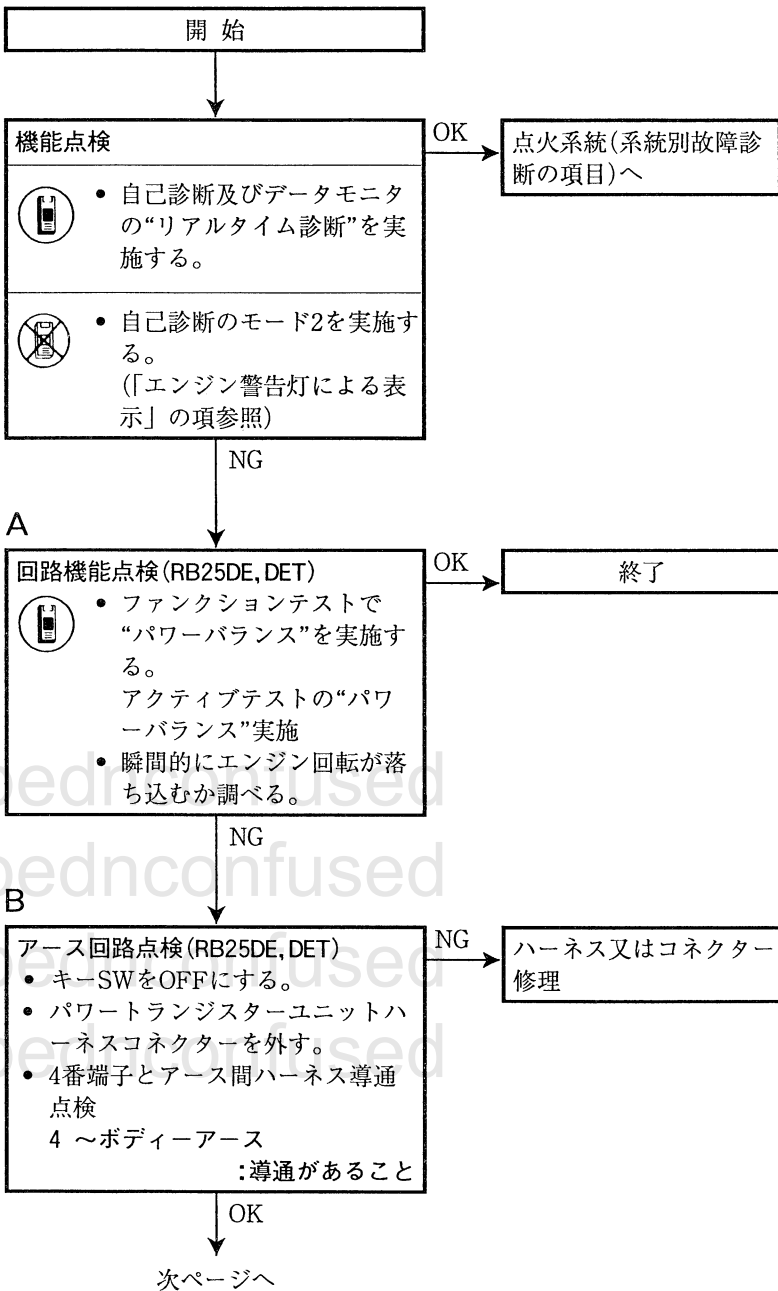 開 始
機能点検
OK
点火系統(系統別故障診
断の項目)へ
• 自己診断及びデータモニタ
の“リアルタイム診断”を実
施する。
• 自己診断のモード2を実施す
る。
(「エンジン警告灯による表
示」の項参照)
NG
A
回路機能点検(RB25DE, DET)
OK
終了
• ファンクションテストで
“パワーバランス”を実施す
る。
アクティブテストの“パワ
ーバランス”実施
• 瞬間的にエンジン回転が落
ち込むか調べる。
pednconfused
NG
pednconfused
B
アース回路点検(RB25DE, DET)
NG
ハーネス又はコネクター
修理
• キーSWをOFFにする。
pednconfused
• パワートランジスターユニットハ
ーネスコネクターを外す。
pednconfused
• 4番端子とアース間ハーネス導通
点検
4 ～ボディーアース
:導通があること
OK
次ページへ